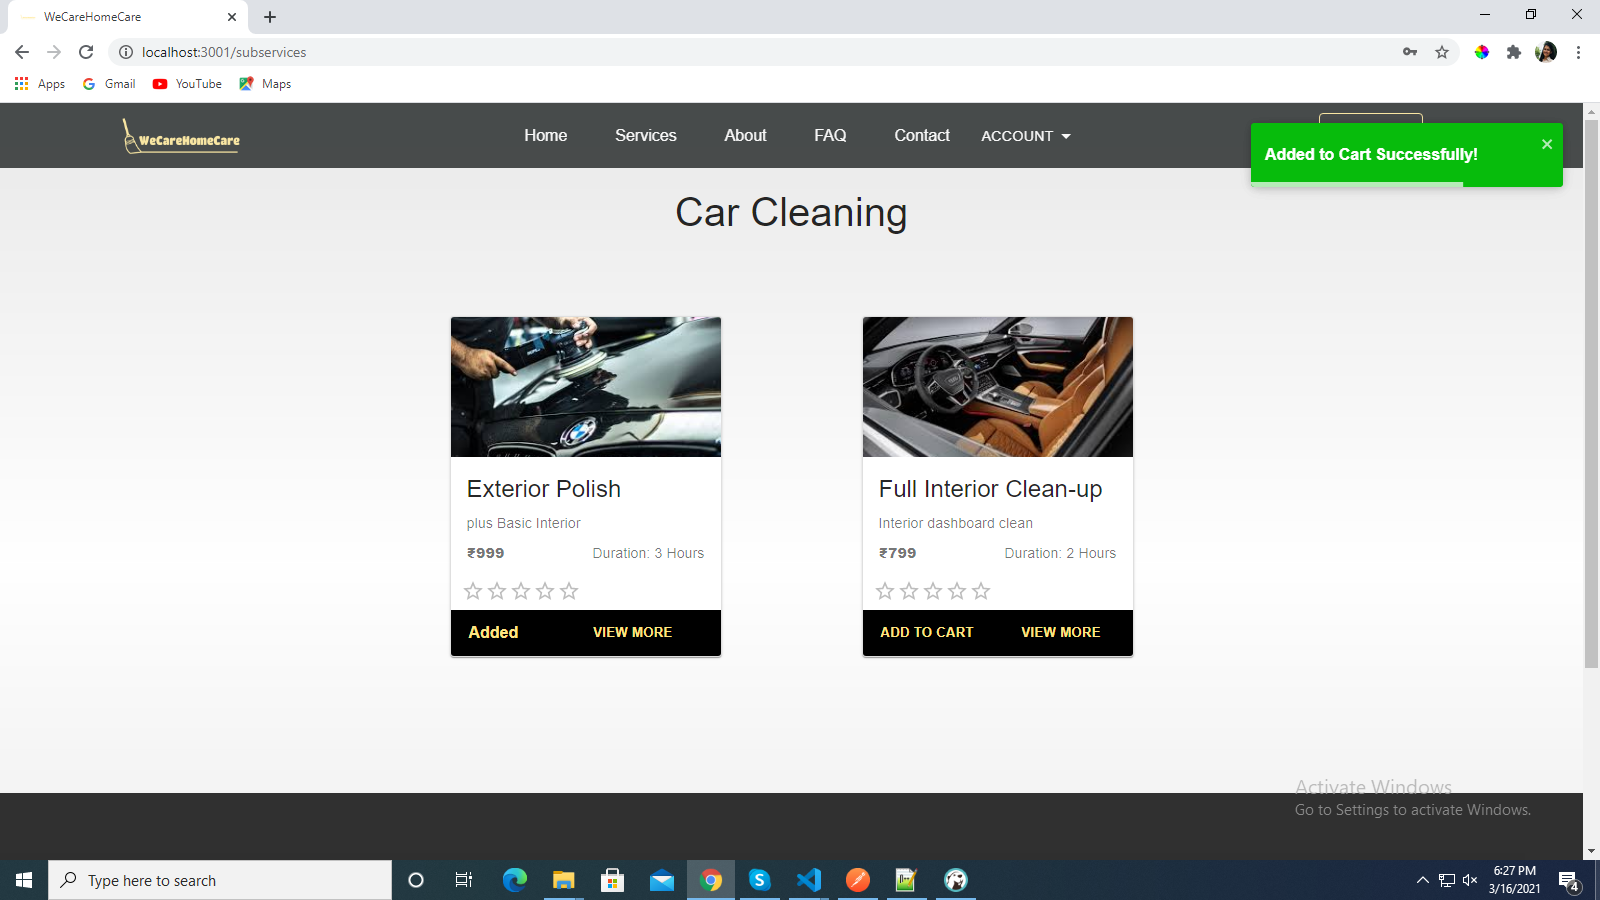 WeCareHomeCare
localhost:3001/subservices
Apps
Gmail
YouTube
Maps
WeCareHomeCare
Home
Services
About
FAQ
Contact
ACCOUNT
Added to Cart Successfully!
Car Cleaning
Exterior Polish
plus Basic Interior
₹999
Duration: 3 Hours
Added
VIEW MORE
Full Interior Clean-up
Interior dashboard clean
₹799
Duration: 2 Hours
ADD TO CART
VIEW MORE
Activate Windows
Go to Settings to activate Windows.
Type here to search
6:27 PM
3/16/2021
4